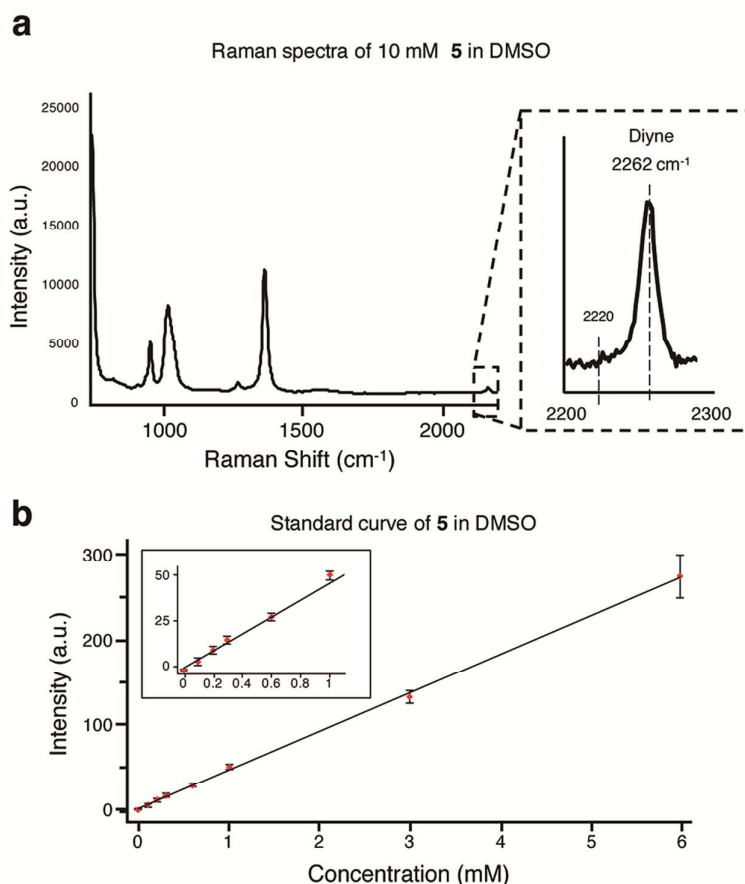 a
Raman spectra of 10 mM 5 in DMSO
25000
20000
15000
10000
5000
0
Intensity (a.u.)
1000 1500 2000
Raman Shift (cm-1)
Diyne
2262 cm-1
2220
2200 2300
b
Standard curve of 5 in DMSO
300
200
100
0
Intensity (a.u.)
50
25
0
0 0.2 0.4 0.6 0.8 1
0 1 2 3 4 5 6
Concentration (mM)